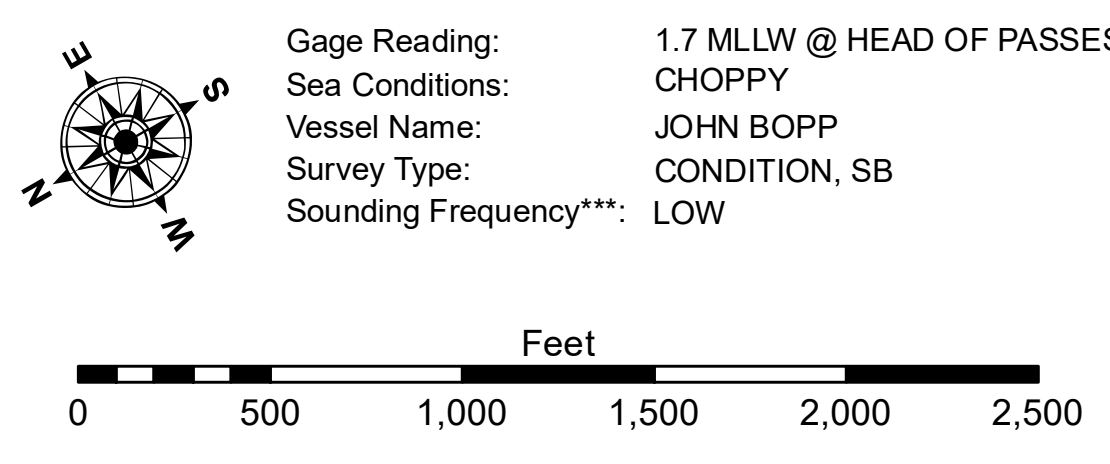 E
S
N
W
Gage Reading: 1.7 MLLW @ HEAD OF PASSES
Sea Conditions: CHOPPY
Vessel Name: JOHN BOPP
Survey Type: CONDITION, SB
Sounding Frequency***: LOW
Feet
0 500 1,000 1,500 2,000 2,500